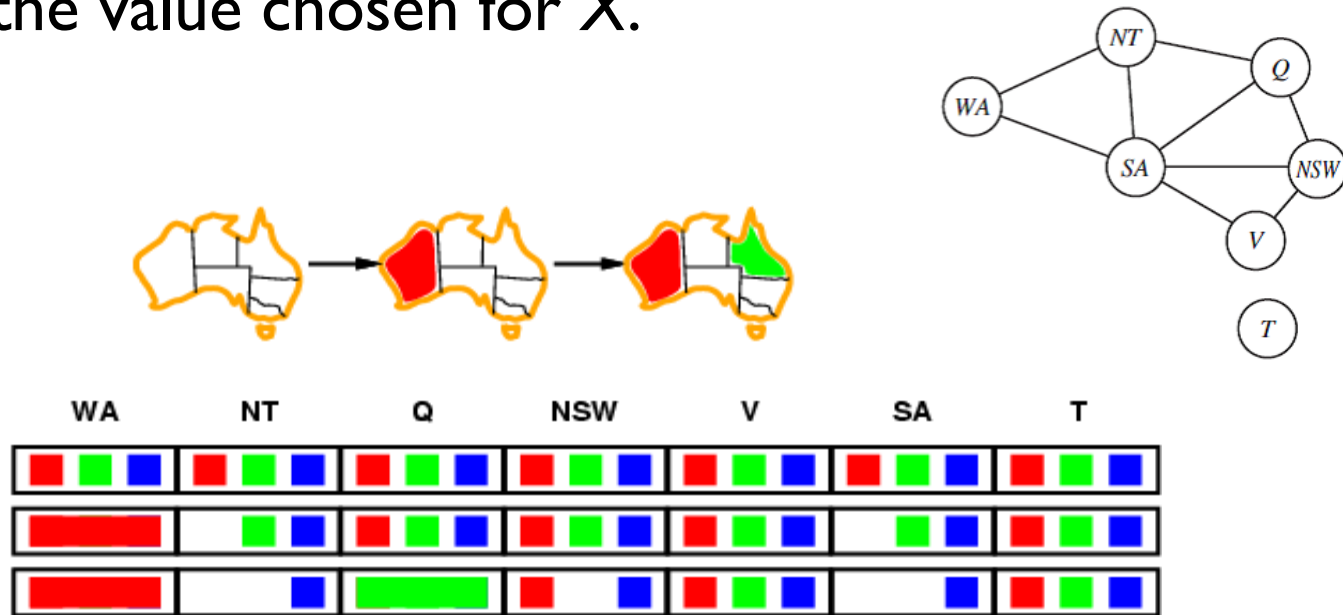 the value chosen for X.
NT
Q
WA
SA
NSW
V
T
WA NT Q NSW V SA T